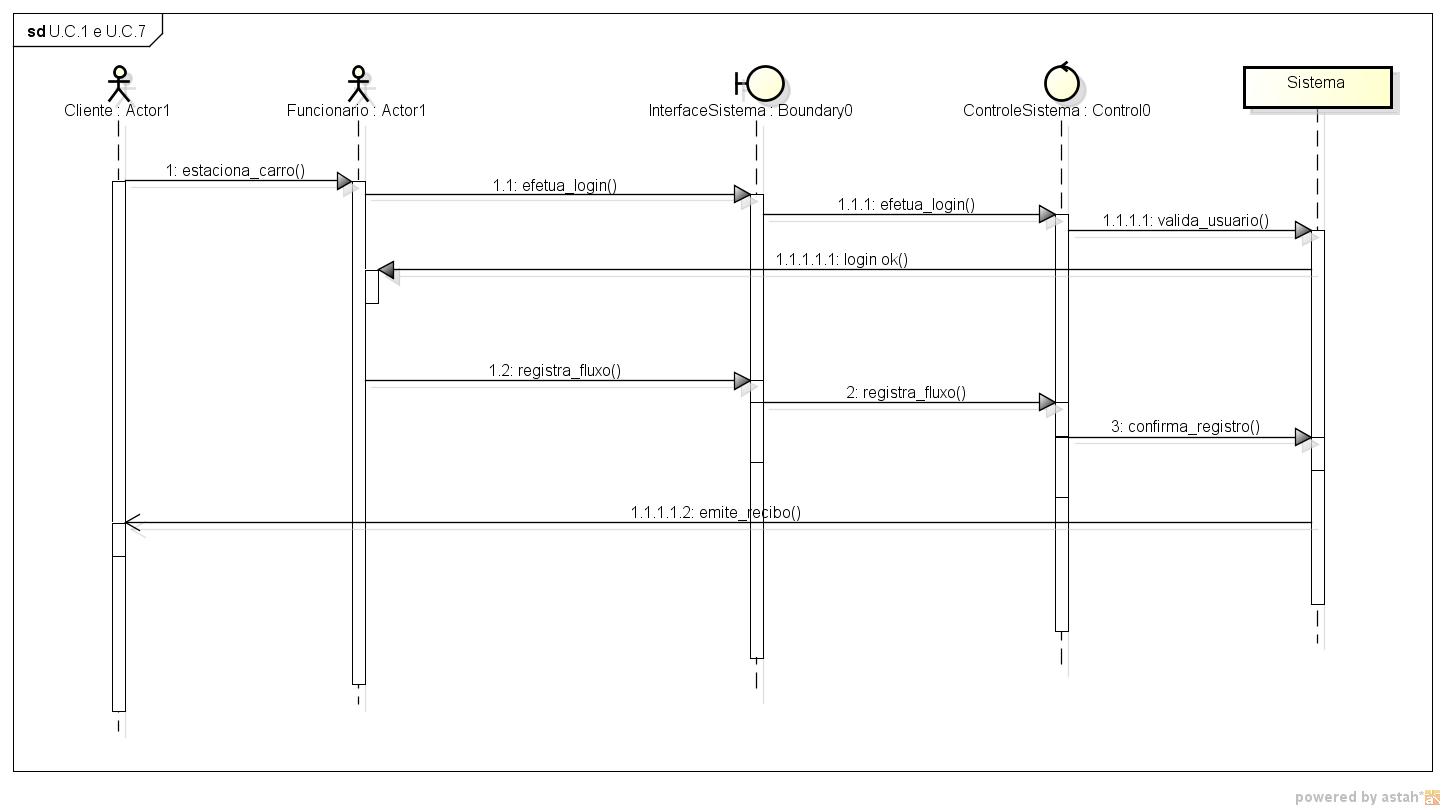 sd U.C.1 e U.C.7
Cliente : Actor1
Funcionario : Actor1
InterfaceSistema : Boundary0
ControleSistema : Control0
Sistema
1: estaciona_carro()
1.1: efetua_login()
1.1.1: efetua_login()
1.1.1.1: valida_usuario()
1.1.1.1.1: login ok()
1.2: registra_fluxo()
2: registra_fluxo()
3: confirma_registro()
1.1.1.1.2: emite_recibo()
powered by astah*